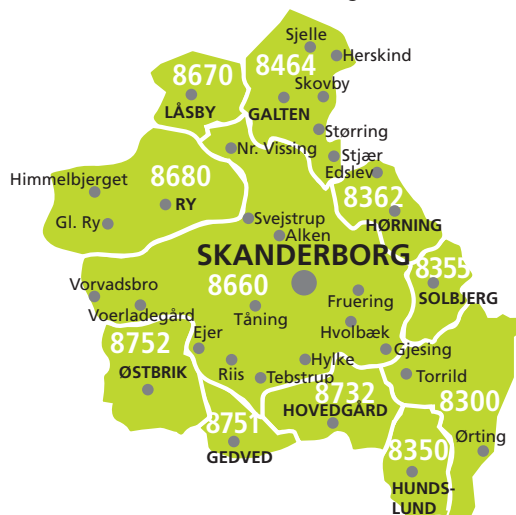 Sjelle
Herskind
8670
8464
Skovby
LÅSBY
GALTEN
Størring
Nr. Vissing
Stjær
Edslev
Himmelbjerget
8680
8362
RY
Gl. Ry
Svejstrup
HØRNING
Alken
SKANDERBORG
8355
Vorvadsbro
8660
Fruering
SOLBJERG
Voerladegård
Tåning
Hvolbæk
8752
Ejer
Gjesing
Hylke
ØSTBRIK
Riis
Tebstrup
Torrild
8732
8300
HOVEDGÅRD
8751
Ørting
GEDVED
8350
HUNDS-
LUND